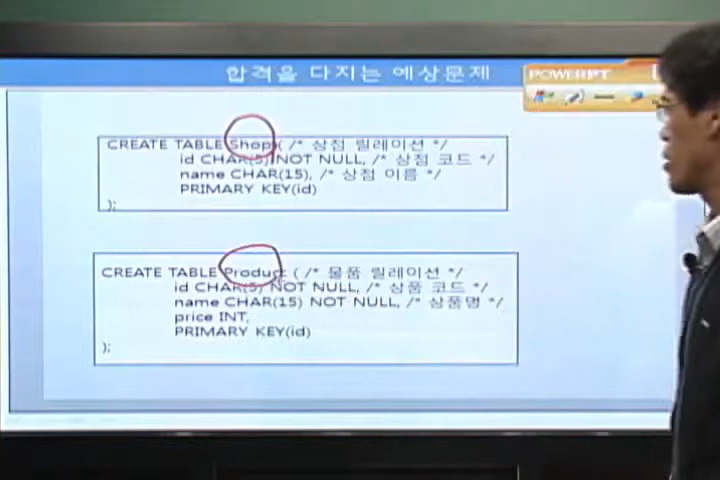 합격을 다지는 예상문제
POWERPT
CREATE TABLE Shop ( /* 상점 릴레이션 */
id CHAR(5) NOT NULL, /* 상점 코드 */
name CHAR(15), /* 상점 이름 */
PRIMARY KEY(id)
);
CREATE TABLE Product ( /* 물품 릴레이션 */
id CHAR(5) NOT NULL, /* 상품 코드 */
name CHAR(15) NOT NULL, /* 상품명 */
price INT,
PRIMARY KEY(id)
);